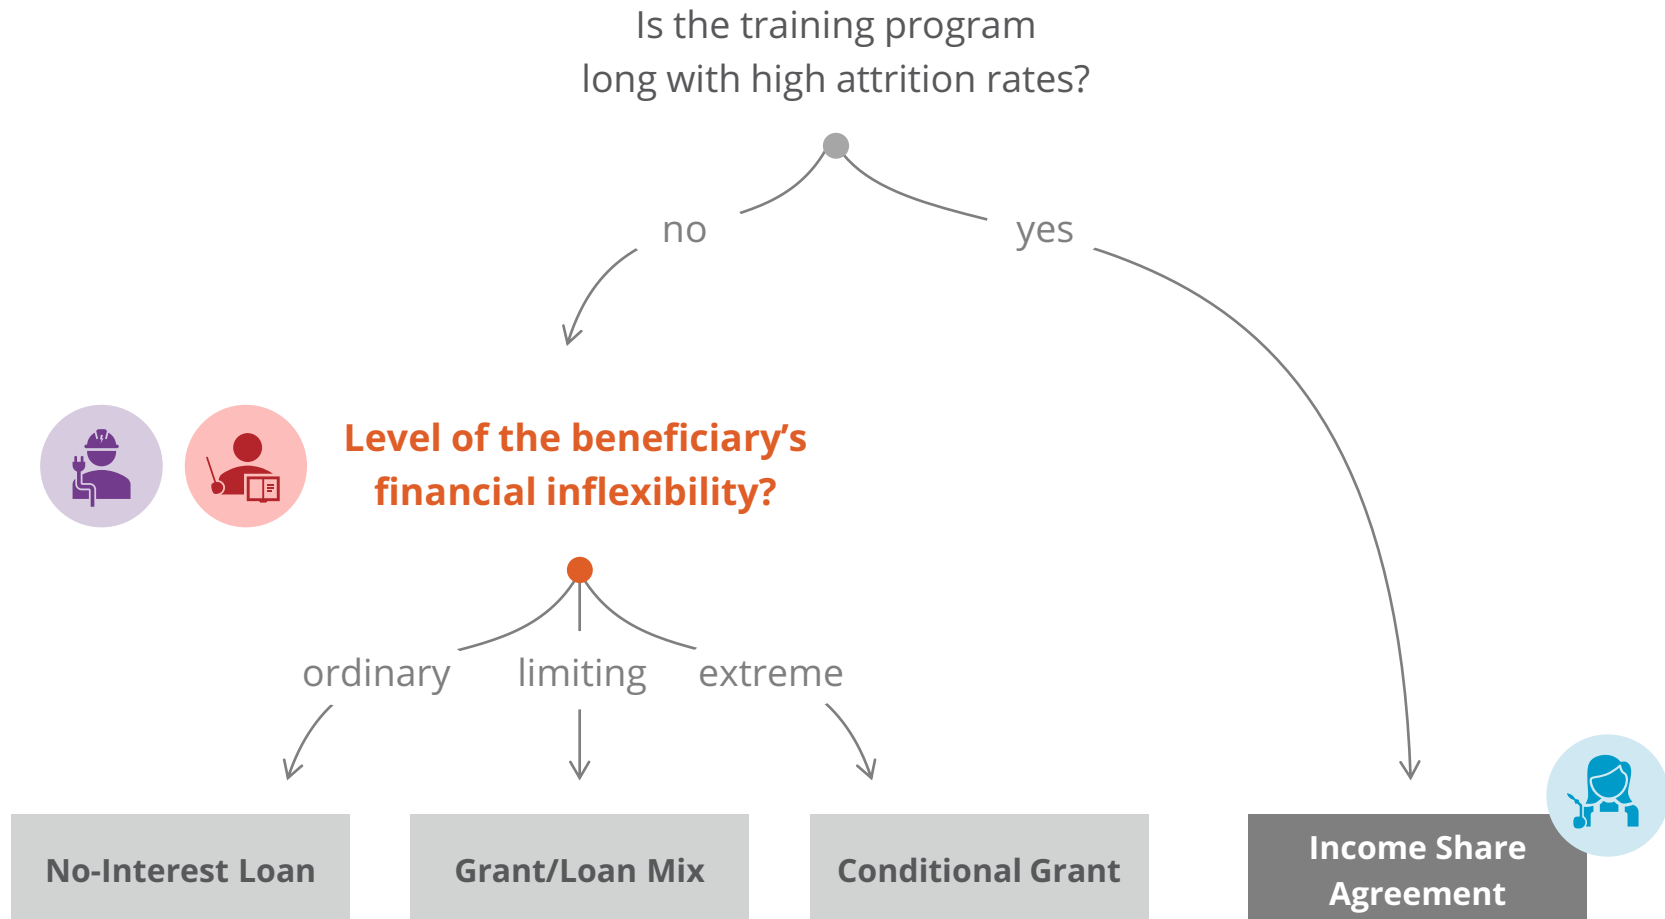 Is the training program
long with high attrition rates?
no
yes
Level of the beneficiary’s
financial inflexibility?
ordinary
limiting
extreme
No-Interest Loan
Grant/Loan Mix
Conditional Grant
Income Share
Agreement